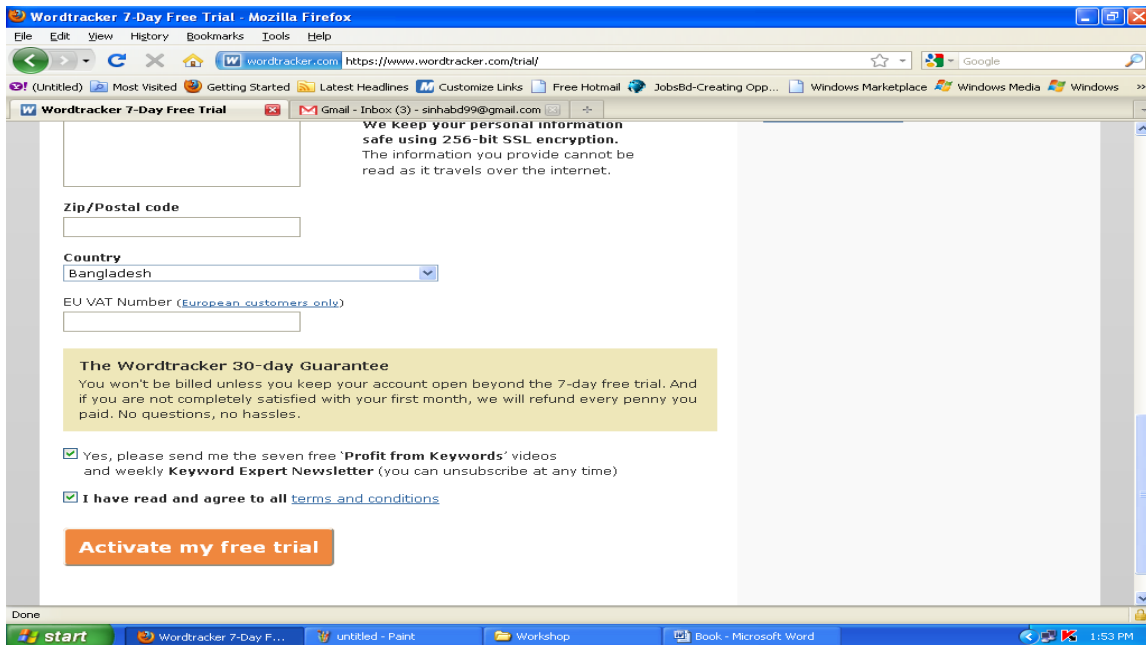 Wordtracker 7-Day Free Trial - Mozilla Firefox
File Edit View History Bookmarks Tools Help
W wordtracker.com https://www.wordtracker.com/trial/ Google
(Untitled) Most Visited Getting Started Latest Headlines Customize Links Free Hotmail JobsBd-Creating Opp... Windows Marketplace Windows Media Windows »
W Wordtracker 7-Day Free Trial Gmail - Inbox (3) - sinhabd99@gmail.com
We keep your personal information
safe using 256-bit SSL encryption.
The information you provide cannot be
read as it travels over the internet.
Zip/Postal code
Country
Bangladesh
EU VAT Number (European customers only)
The Wordtracker 30-day Guarantee
You won't be billed unless you keep your account open beyond the 7-day free trial. And
if you are not completely satisfied with your first month, we will refund every penny you
paid. No questions, no hassles.
Yes, please send me the seven free 'Profit from Keywords' videos
and weekly Keyword Expert Newsletter (you can unsubscribe at any time)
I have read and agree to all terms and conditions
Activate my free trial
Done
start Wordtracker 7-Day F... untitled - Paint Workshop Book - Microsoft Word 1:53 PM